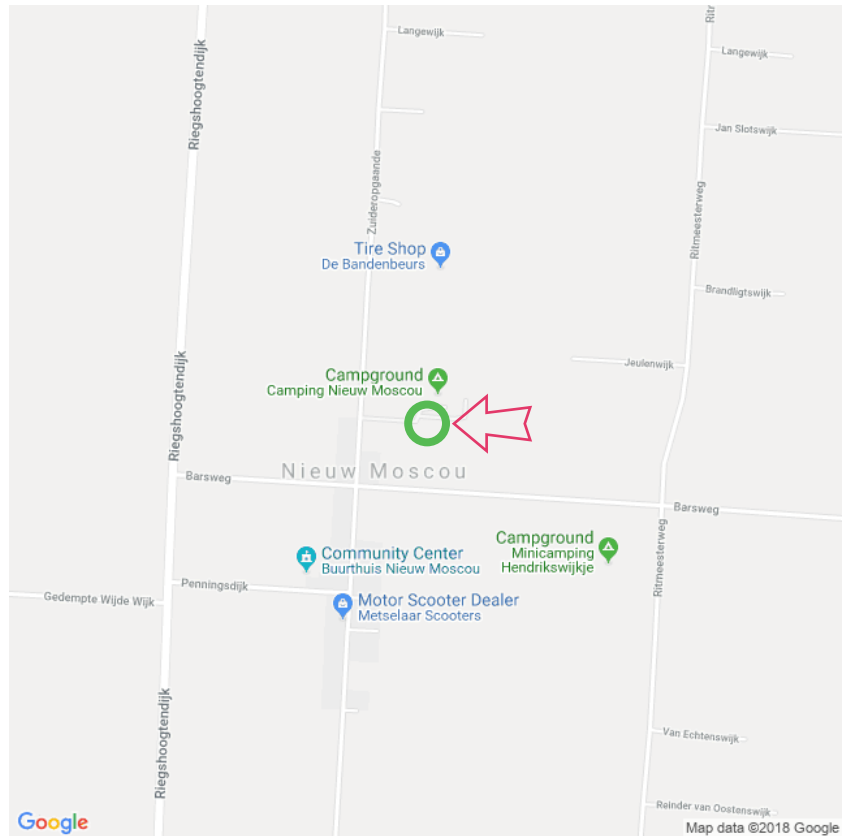 Langewijk
Rit
Langewijk
Riegshoogtendijk
Jan Slotswijk
Zuideropgaande
Ritmeesterweg
Tire Shop
De Bandenbeurs
Brandligtswijk
Jeulenwijk
Campground
Camping Nieuw Moscou
Riegshoogtendijk
Nieuw Moscou
Barsweg
Barsweg
Campground
Minicamping
Hendrikswijkje
Community Center
Buurthuis Nieuw Moscou
Ritmeesterweg
Penningsdijk
Gedempte Wijde Wijk
Motor Scooter Dealer
Metselaar Scooters
Riegshoogtendijk
Van Echtenswijk
Reinder van Oostenswijk
Google
Map data ©2018 Google